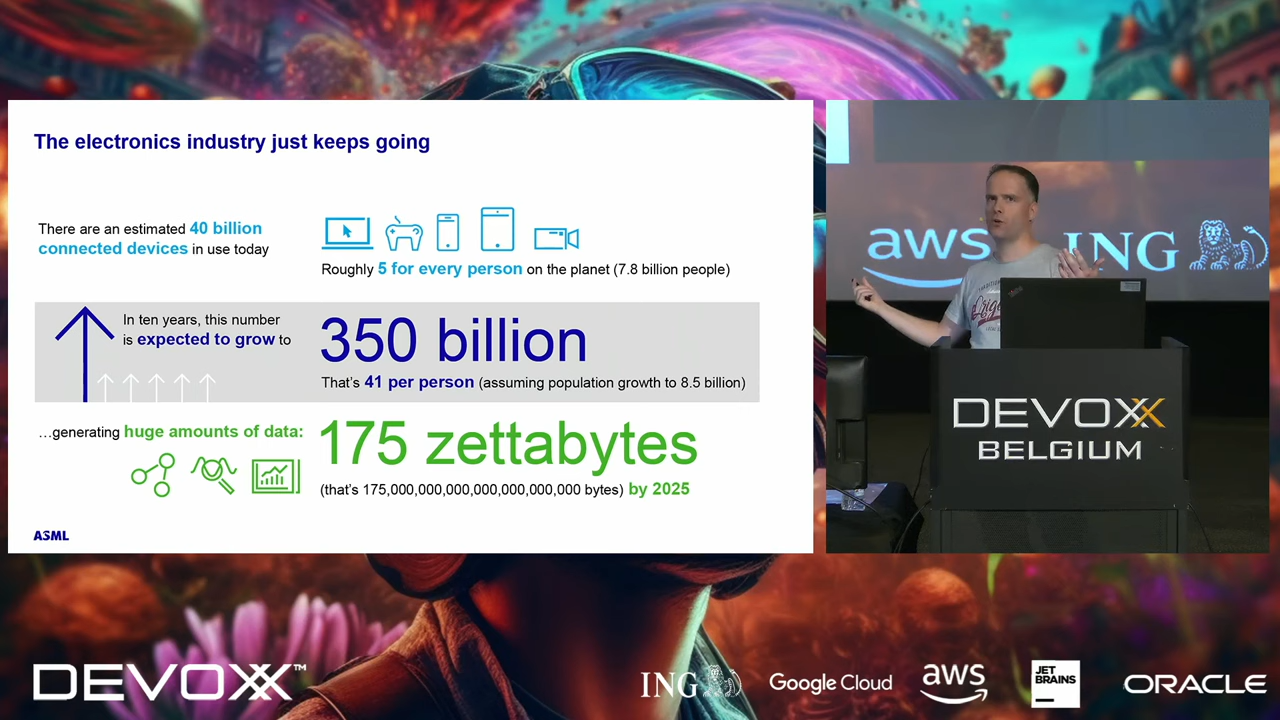 The electronics industry just keeps going
There are an estimated 40 billion
connected devices in use today
Roughly 5 for every person on the planet (7.8 billion people)
In ten years, this number
is expected to grow to
350 billion
That's 41 per person (assuming population growth to 8.5 billion)
…generating huge amounts of data:
175 zettabytes
(that's 175,000,000,000,000,000,000,000 bytes) by 2025
ASML
aws
ING
DEVOXX
BELGIUM
DEVOXX™
ING
Google Cloud
aws
JET
BRAINS
ORACLE